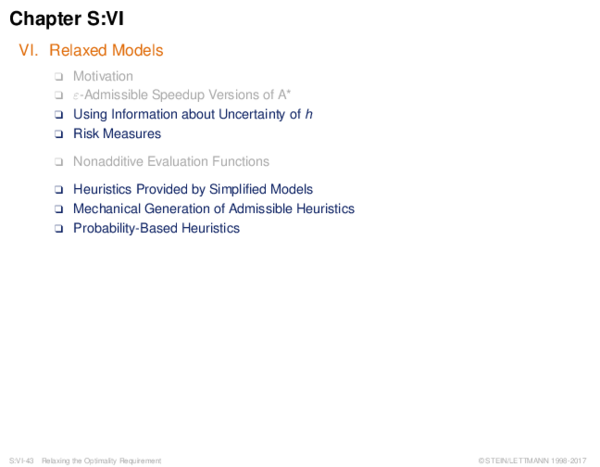 Chapter S:VI
VI. Relaxed Models
❑ Motivation
❑ ε-Admissible Speedup Versions of A*
❑ Using Information about Uncertainty of h
❑ Risk Measures
❑ Nonadditive Evaluation Functions
❑ Heuristics Provided by Simplified Models
❑ Mechanical Generation of Admissible Heuristics
❑ Probability-Based Heuristics
S:VI-43 Relaxing the Optimality Requirement ©STEIN/LETTMANN 1998-2017